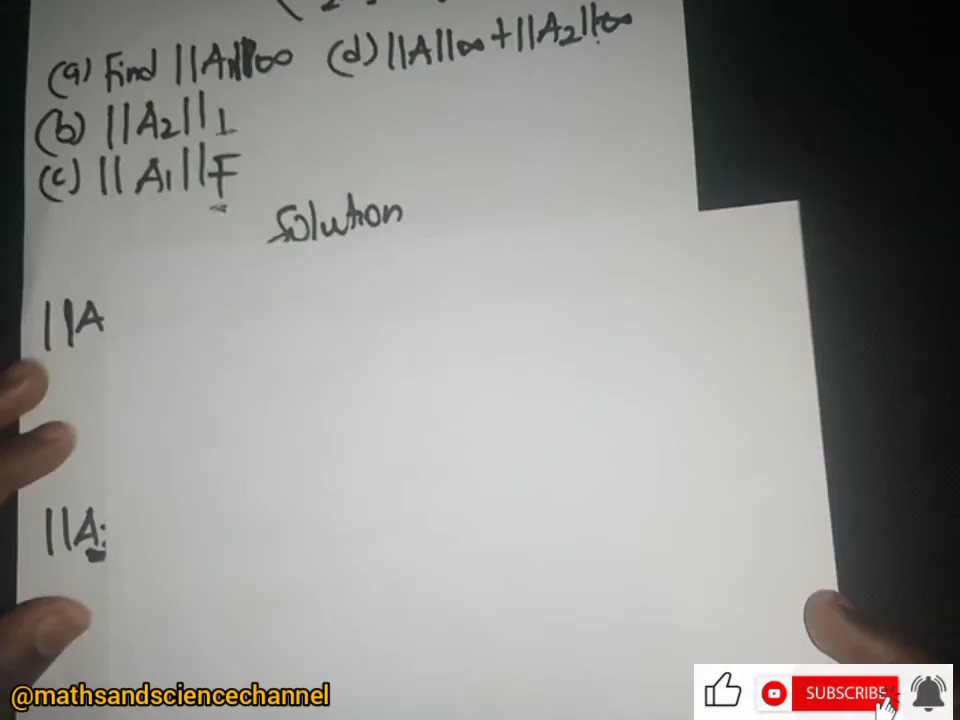 (a) Find ||A₁||∞ (d) ||A||∞ + ||A₂||∞
(b) ||A₂||₁
(c) || A₁||F
Solution
||A
||A
@mathsandsciencechannel
SUBSCRIBE